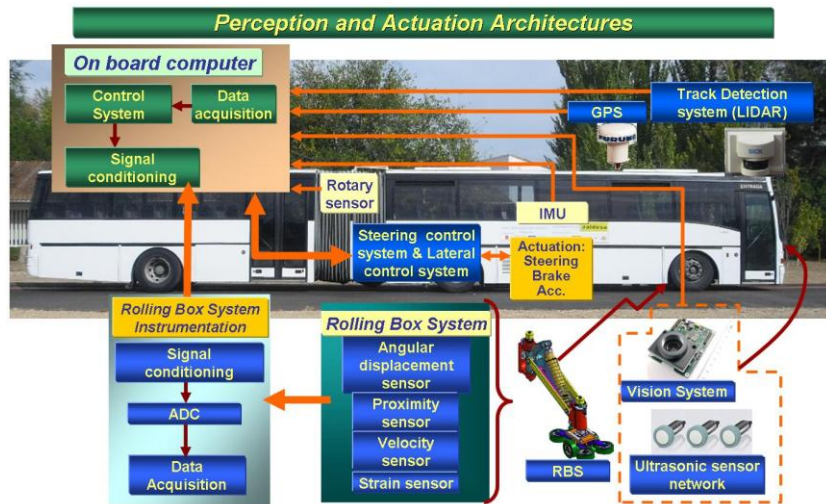 Perception and Actuation Architectures
On board computer
Control
System
Data
acquisition
Signal
conditioning
GPS
Track Detection
system (LIDAR)
FURUNO
SICK
Rotary
sensor
ENTRADA
IMU
Steering control
system & Lateral
control system
Actuation:
Steering
Brake
Acc.
Rolling Box System
Instrumentation
Signal
conditioning
ADC
Data
Acquisition
Rolling Box System
Angular
displacement
sensor
Proximity
sensor
Velocity
sensor
Strain sensor
RBS
Vision System
Ultrasonic sensor
network